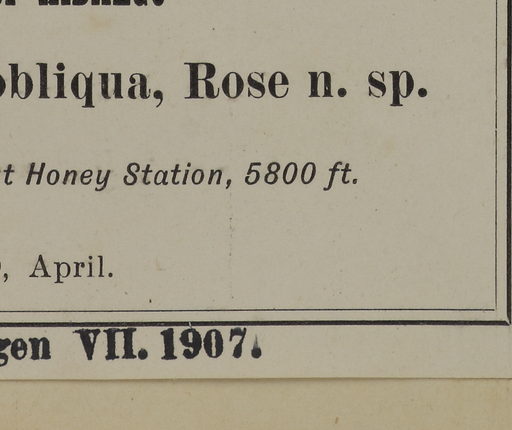 obliqua, Rose n. sp.
t Honey Station, 5800 ft.
, April.
gen VII. 1907.